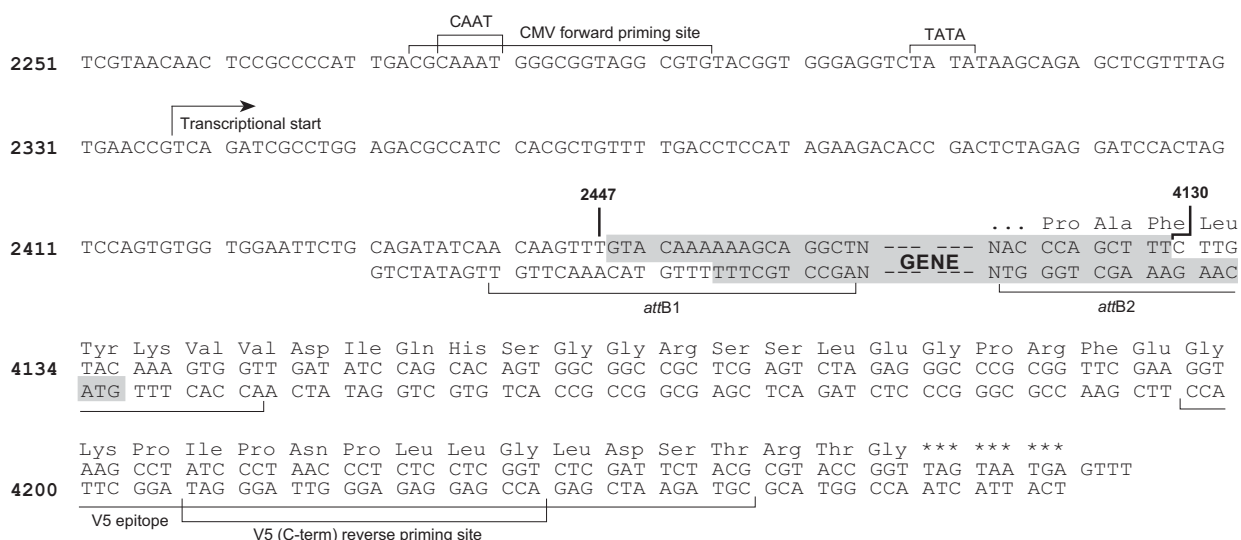 CAAT
CMV forward priming site
TATA
2251 TCGTAACAAC TCCGCCCCAT TGACGCAAAT GGGCGGTAGG CGTGTACGGT GGGAGGTCTA TATAAGCAGA GCTCGTTTAG
Transcriptional start
2331 TGAACCGTCA GATCGCCTGG AGACGCCATC CACGCTGTTT TGACCTCCAT AGAAGACACC GACTCTAGAG GATCCACTAG
2447 4130
... Pro Ala Phe Leu
2411 TCCAGTGTGG TGGAATTCTG CAGATATCAA CAAGTTTGTA CAAAAAAGCA GGCTN --- --- NAC CCA GCT TTC TTG
GENE
GTCTATAGTT GTTCAAACAT GTTTTTTCGT CCGAN --- --- NTG GGT CGA AAG AAC
attB1 attB2
Tyr Lys Val Val Asp Ile Gln His Ser Gly Gly Arg Ser Ser Leu Glu Gly Pro Arg Phe Glu Gly
4134 TAC AAA GTG GTT GAT ATC CAG CAC AGT GGC GGC CGC TCG AGT CTA GAG GGC CCG CGG TTC GAA GGT
ATG TTT CAC CAA CTA TAG GTC GTG TCA CCG CCG GCG AGC TCA GAT CTC CCG GGC GCC AAG CTT CCA
Lys Pro Ile Pro Asn Pro Leu Leu Gly Leu Asp Ser Thr Arg Thr Gly *** *** ***
AAG CCT ATC CCT AAC CCT CTC CTC GGT CTC GAT TCT ACG CGT ACC GGT TAG TAA TGA GTTT
4200 TTC GGA TAG GGA TTG GGA GAG GAG CCA GAG CTA AGA TGC GCA TGG CCA ATC ATT ACT
V5 epitope
V5 (C-term) reverse priming site